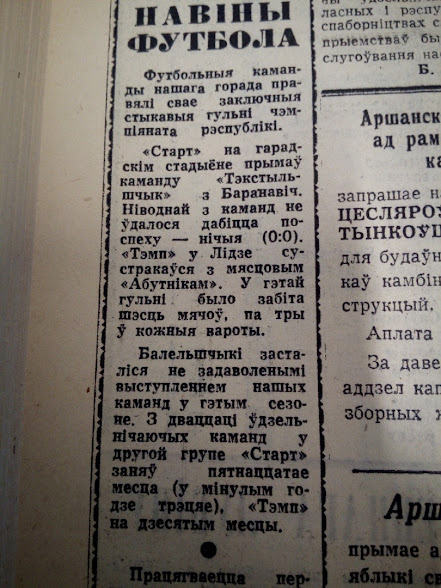 НАВІНЫ
ФУТБОЛА
Футбольныя каман-
ды нашага горада пра-
вялі свае заключныя
стыкавыя гульні чэм-
піяната рэспублікі.
«Старт» на гарад-
скім стадыёне прымаў
каманду «Тэкстыль-
шчык» з Баранавіч.
Ніводнай з каманд не
ўдалося дабіцца по-
спеху — нічыя (0:0).
«Тэмп» у Лідзе су-
стракаўся з мясцовым
«Абутнікам». У гэтай
гульні было забіта
шэсць мячоў, па тры
ў кожныя вароты.
Балельшчыкі заста-
ліся не задаволенымі
выступленнем нашых
каманд у гэтым сезо-
не. З дваццаці ўдзель-
нічаючых каманд у
другой групе «Старт»
заняў пятнаццатае
месца (у мінулым го-
дзе трэцяе), «Тэмп»
на дзесятым месцы.
Працягваецца пер-
ласных і рэспу
спаборніцтвах с
прыемстваў бы
слугоўвання на
Б.
Аршанск
ад рам
ка
запрашае н
ЦЕСЛЯРОЎ
ТЫНКОЎШ
для будаўн
каў камбін
струкцый.
Аплата
За даве
аддзел кап
зборных ж
Арш
прымае а
яблыкі с